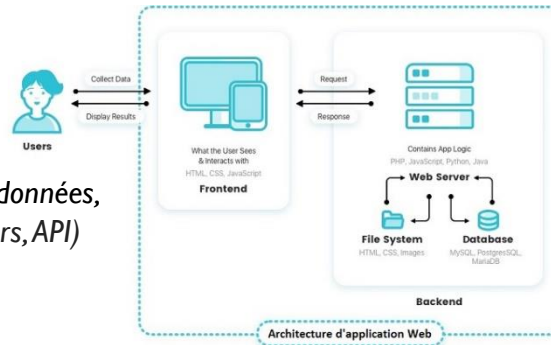 Collect Data
Display Results
Users
données,
rs, API)
What the User Sees
& Interacts with
HTML, CSS, JavaScript
Frontend
Request
Response
Contains App Logic
PHP, JavaScript, Python, Java
Web Server
File System
HTML, CSS, Images
Database
MySQL, PostgreSQL,
MariaDB
Backend
Architecture d'application Web